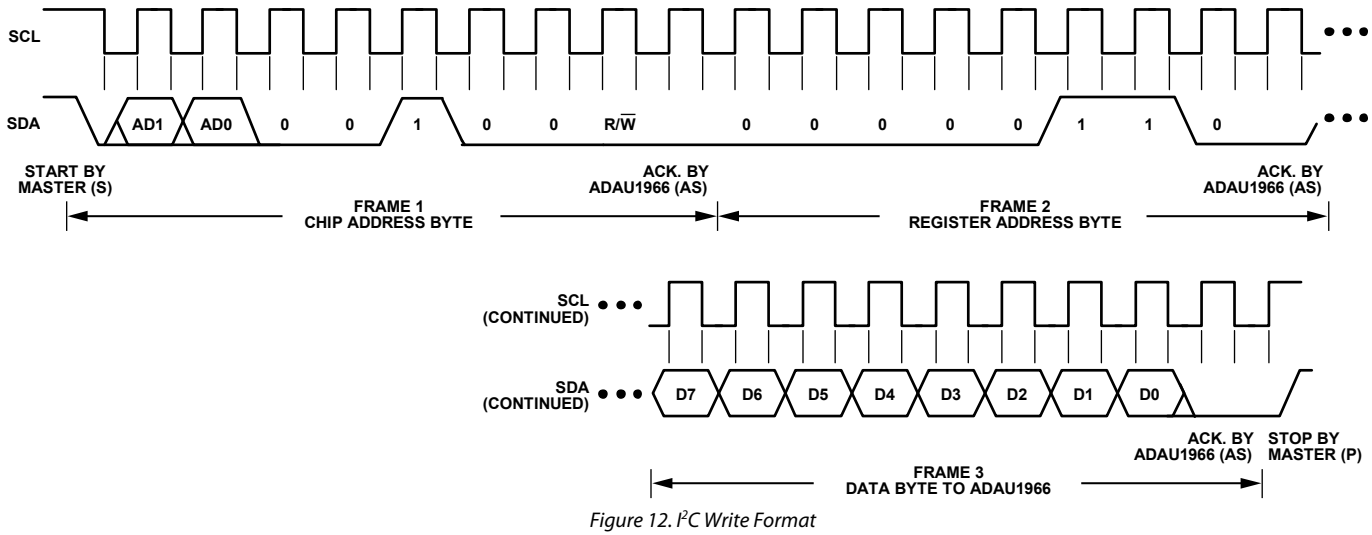 SCL
SDA
AD1 AD0 0 0 1 0 0 R/W̅ 0 0 0 0 0 1 1 0
START BY
MASTER (S)
ACK. BY
ADAU1966 (AS)
ACK. BY
ADAU1966 (AS)
FRAME 1
CHIP ADDRESS BYTE
FRAME 2
REGISTER ADDRESS BYTE
SCL
(CONTINUED)
SDA
(CONTINUED)
D7 D6 D5 D4 D3 D2 D1 D0
ACK. BY
ADAU1966 (AS)
STOP BY
MASTER (P)
FRAME 3
DATA BYTE TO ADAU1966
Figure 12. I²C Write Format